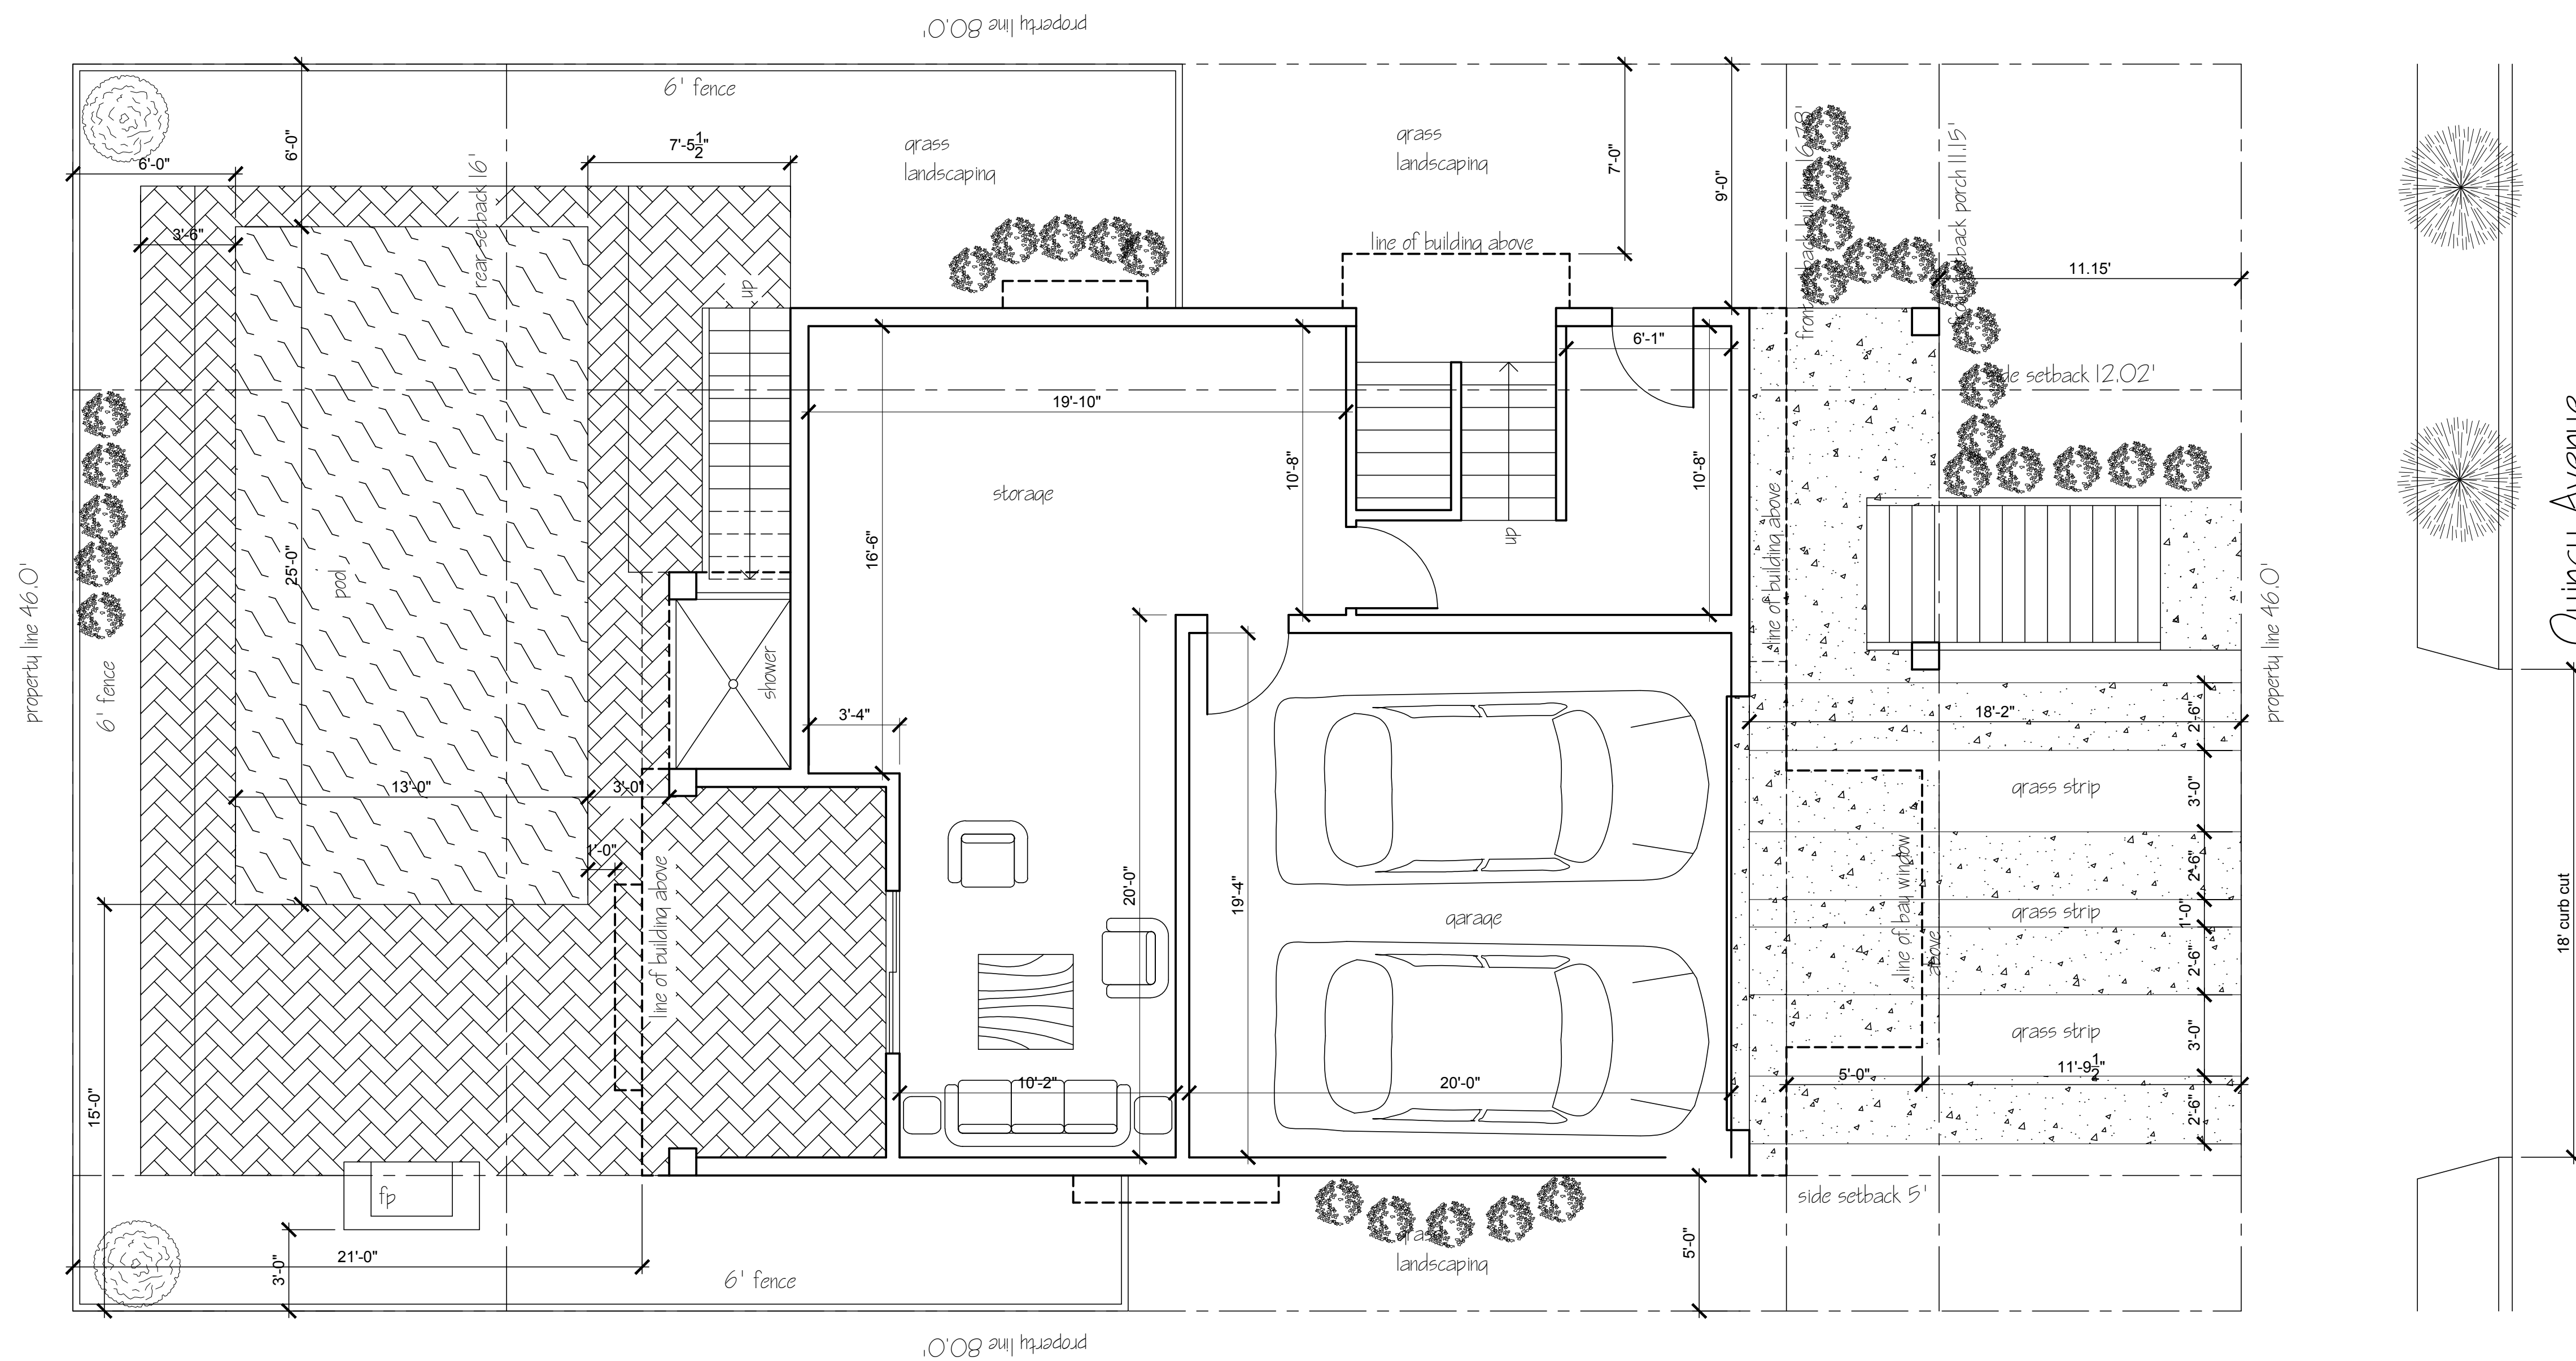 property line 80.0'
6' fence
6'-0"
6'-0"
7'-5 1/2"
grass
landscaping
grass
landscaping
7'-0"
9'-0"
front setback building 16.78'
front setback porch 11.15'
11.15'
rear setback 16'
3'-6"
line of building above
up
6'-1"
side setback 12.02'
19'-10"
10'-8"
10'-8"
storage
16'-6"
up
line of building above
25'-0"
pool
property line 46.0'
6' fence
shower
3'-4"
property line 46.0'
18'-2"
2'-6"
13'-0"
3'-0"
grass strip
3'-0"
1'-0"
line of building above
20'-0"
19'-4"
garage
line of bay window
above
2'-6"
grass strip
1'-0"
2'-6"
grass strip
3'-0"
18' curb cut
Quincy Avenue
10'-2"
20'-0"
5'-0"
11'-9 1/2"
2'-6"
15'-0"
fp
side setback 5'
3'-0"
21'-0"
6' fence
grass
landscaping
5'-0"
property line 80.0'